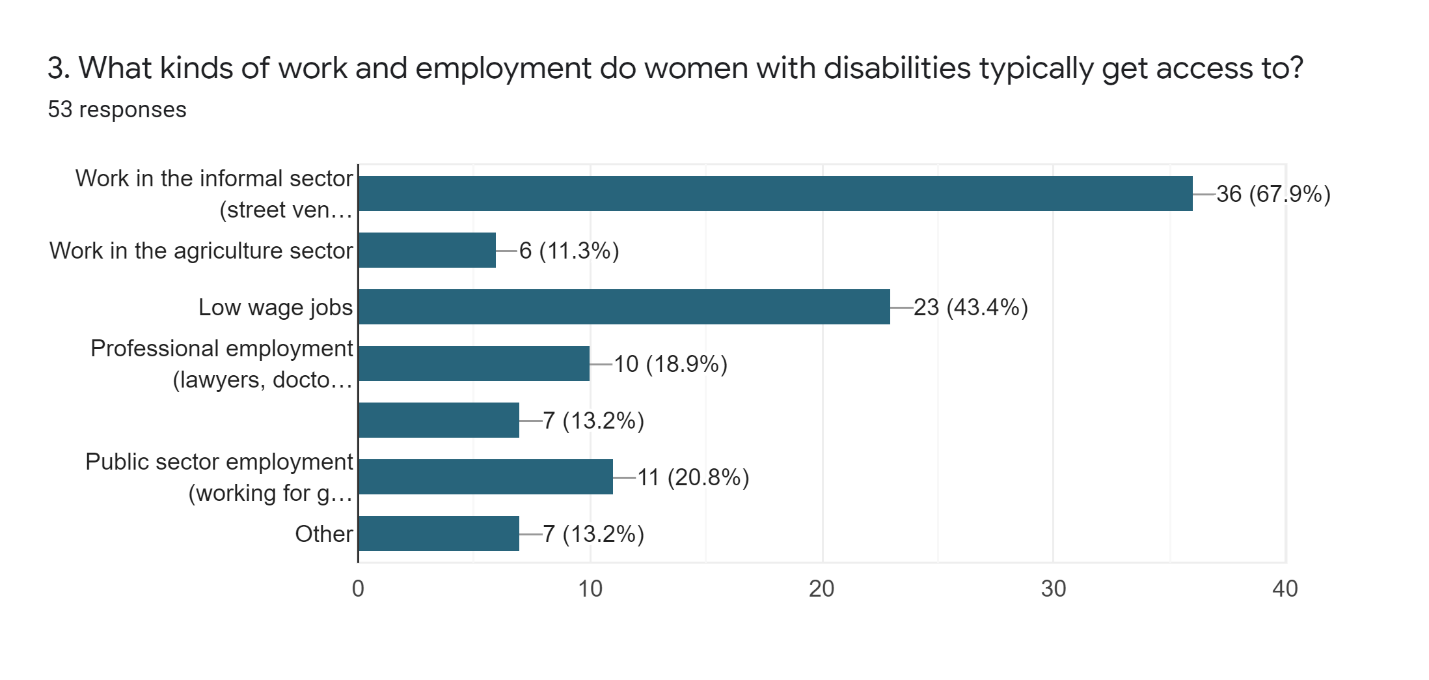 3. What kinds of work and employment do women with disabilities typically get access to?
53 responses
Work in the informal sector
(street ven…
36 (67.9%)
Work in the agriculture sector
6 (11.3%)
Low wage jobs
23 (43.4%)
Professional employment
(lawyers, docto…
10 (18.9%)
7 (13.2%)
Public sector employment
(working for g…
11 (20.8%)
Other
7 (13.2%)
0
10
20
30
40